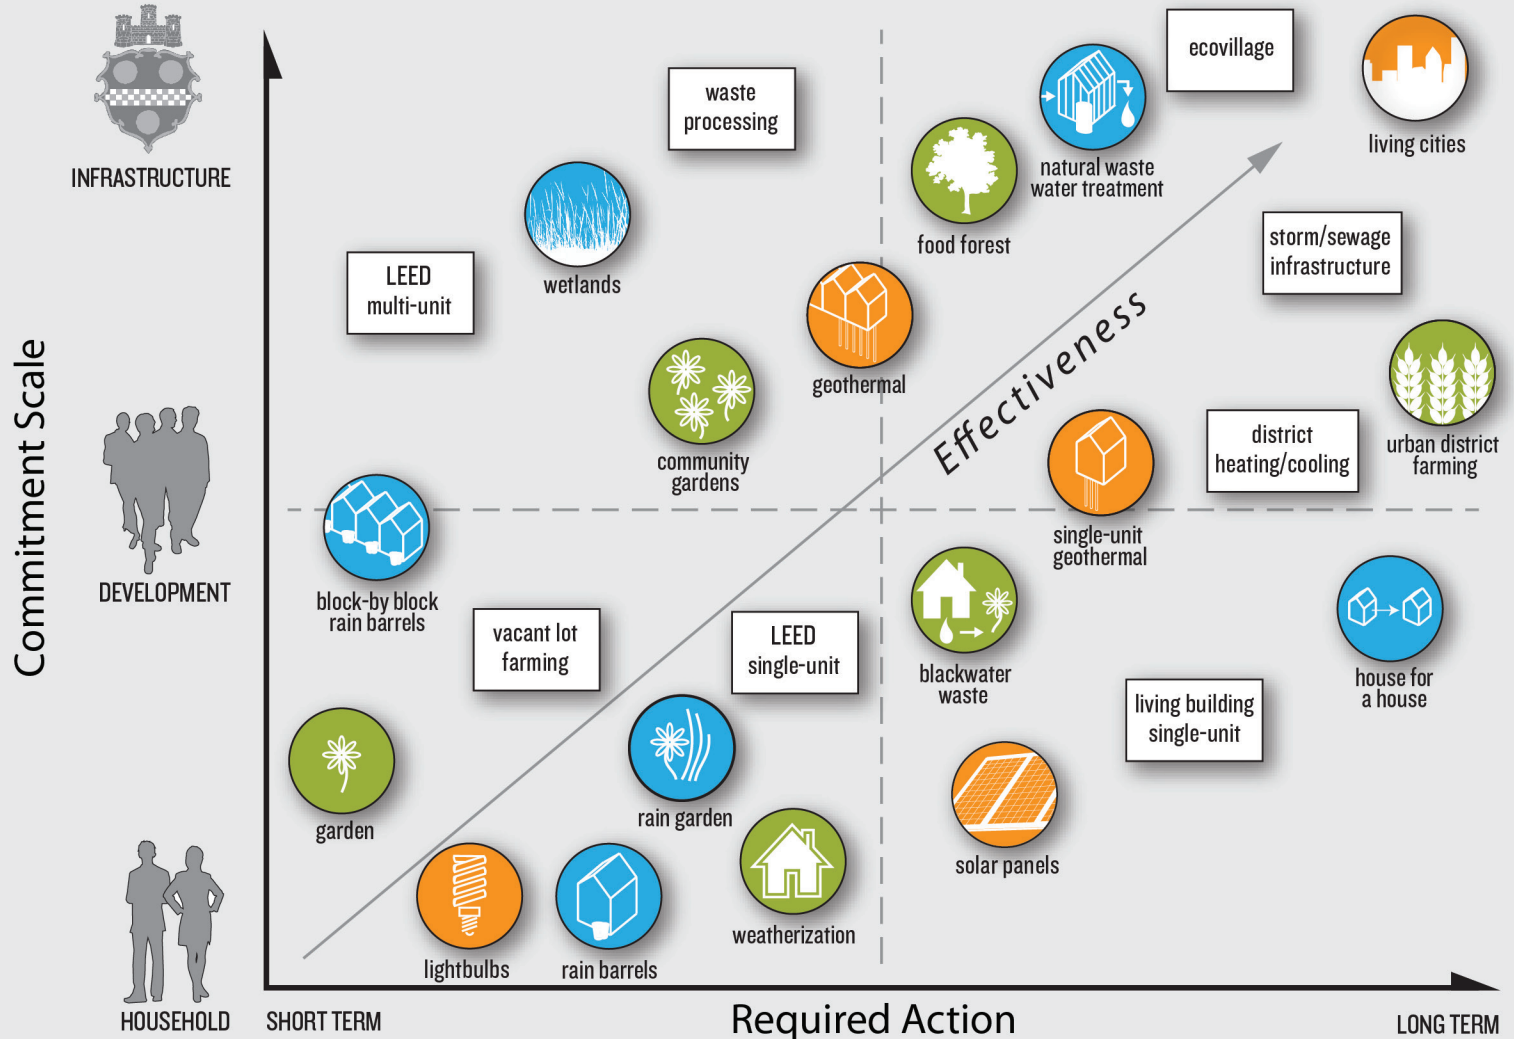 ecovillage
waste
processing
living cities
natural waste
water treatment
INFRASTRUCTURE
food forest
storm/sewage
infrastructure
LEED
multi-unit
wetlands
geothermal
Effectiveness
Commitment Scale
community
gardens
district
heating/cooling
urban district
farming
single-unit
geothermal
DEVELOPMENT
block-by block
rain barrels
vacant lot
farming
LEED
single-unit
blackwater
waste
house for
a house
living building
single-unit
garden
rain garden
solar panels
weatherization
lightbulbs
rain barrels
HOUSEHOLD
SHORT TERM
Required Action
LONG TERM